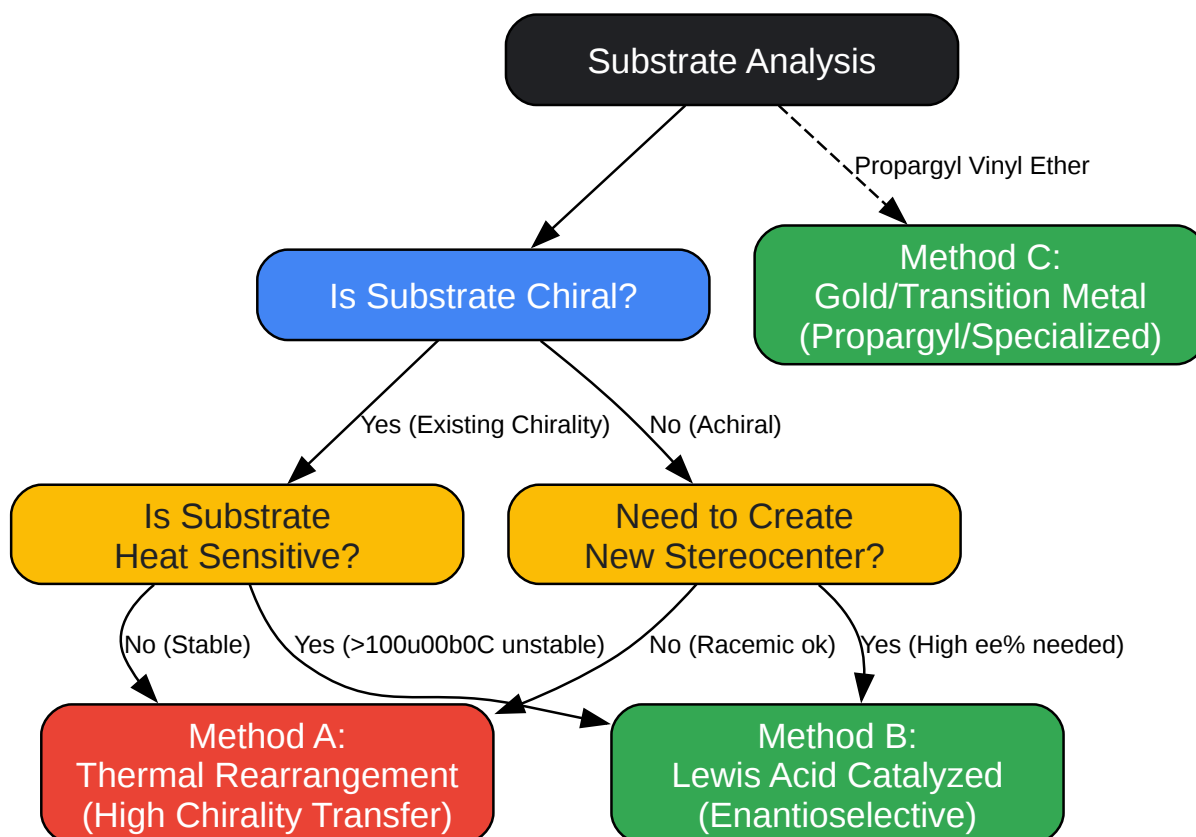 Substrate Analysis
Propargyl Vinyl Ether
Is Substrate Chiral?
Method C:
Gold/Transition Metal
(Propargyl/Specialized)
Yes (Existing Chirality)
No (Achiral)
Is Substrate
Heat Sensitive?
Need to Create
New Stereocenter?
No (Stable)
Yes (>100u00b0C unstable)
No (Racemic ok)
Yes (High ee% needed)
Method A:
Thermal Rearrangement
(High Chirality Transfer)
Method B:
Lewis Acid Catalyzed
(Enantioselective)